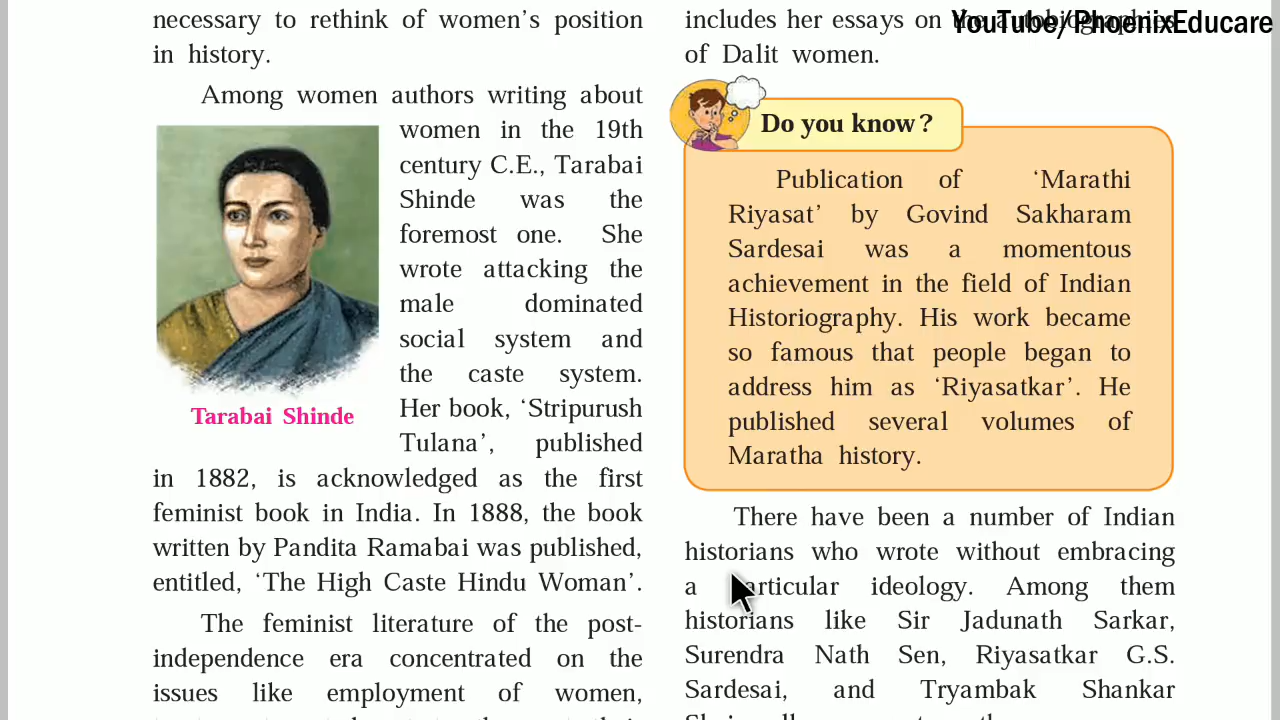 necessary to rethink of women's position
in history.
Among women authors writing about
women in the 19th
century C.E., Tarabai
Shinde was the
foremost one. She
wrote attacking the
male dominated
social system and
the caste system.
Her book, ‘Stripurush
Tulana’, published
Tarabai Shinde
in 1882, is acknowledged as the first
feminist book in India. In 1888, the book
written by Pandita Ramabai was published,
entitled, ‘The High Caste Hindu Woman’.
The feminist literature of the post-
independence era concentrated on the
issues like employment of women,
includes her essays on
of Dalit women.
YouTube/PhoenixEducare
Do you know?
Publication of ‘Marathi
Riyasat’ by Govind Sakharam
Sardesai was a momentous
achievement in the field of Indian
Historiography. His work became
so famous that people began to
address him as ‘Riyasatkar’. He
published several volumes of
Maratha history.
There have been a number of Indian
historians who wrote without embracing
a particular ideology. Among them
historians like Sir Jadunath Sarkar,
Surendra Nath Sen, Riyasatkar G.S.
Sardesai, and Tryambak Shankar